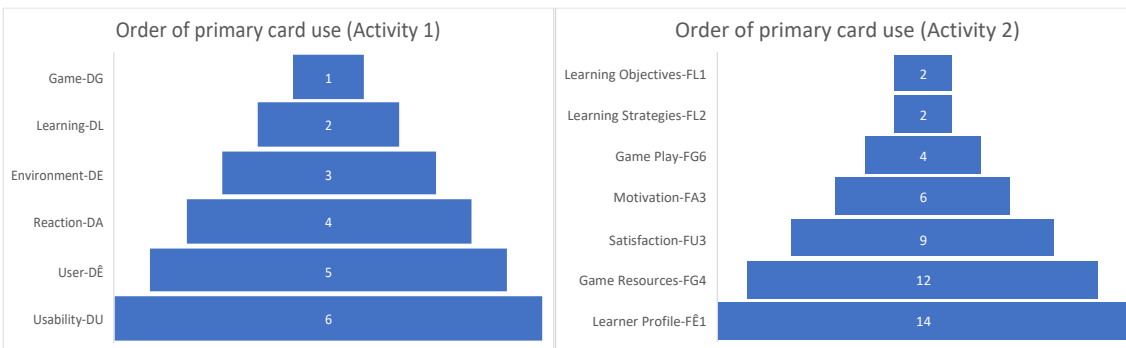 Order of primary card use (Activity 1)
Game-DG
1
Learning-DL
2
Environment-DE
3
Reaction-DA
4
User-DÊ
5
Usability-DU
6
Order of primary card use (Activity 2)
Learning Objectives-FL1
2
Learning Strategies-FL2
2
Game Play-FG6
4
Motivation-FA3
6
Satisfaction-FU3
9
Game Resources-FG4
12
Learner Profile-FÊ1
14